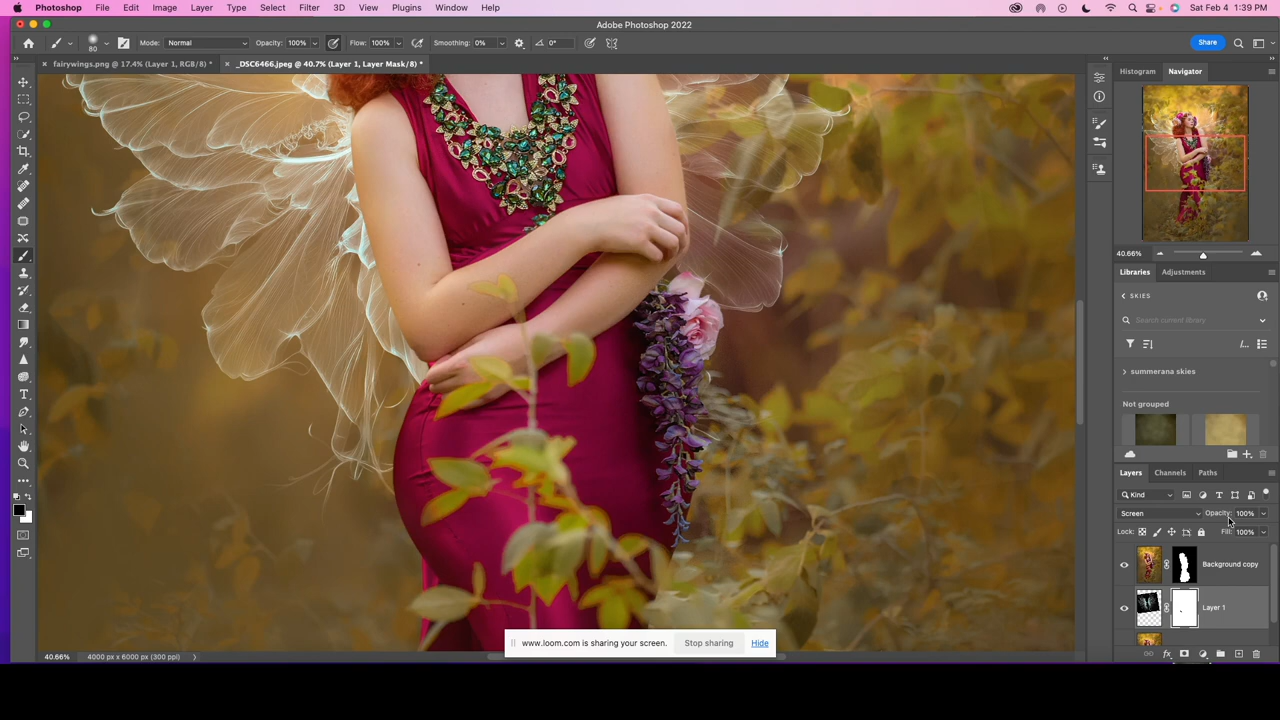 Photoshop File Edit Image Layer Type Select Filter 3D View Plugins Window Help Sat Feb 4 1:39 PM
Adobe Photoshop 2022
80 Mode: Normal Opacity: 100% Flow: 100% Smoothing: 0% 0° Share
× fairywings.png @ 17.4% (Layer 1, RGB/8) * × _DSC6466.jpeg @ 40.7% (Layer 1, Layer Mask/8) *
Histogram Navigator
40.66%
Libraries Adjustments
SKIES
Search current library
summerana skies
Not grouped
Layers Channels Paths
Kind
Screen Opacity: 100%
Lock: Fill: 100%
Background copy
Layer 1
www.loom.com is sharing your screen. Stop sharing Hide
40.66% 4000 px x 6000 px (300 ppi)